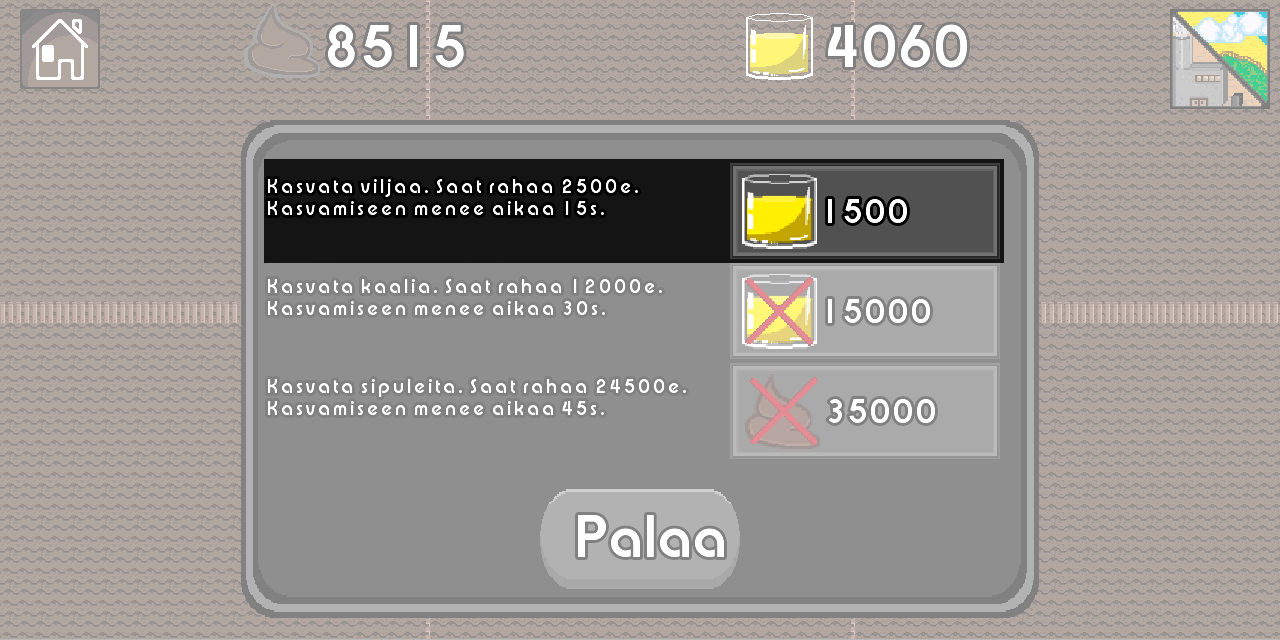 8515
4060
Kasvata viljaa. Saat rahaa 2500e.
Kasvamiseen menee aikaa 15s.
1500
Kasvata kaalia. Saat rahaa 12000e.
Kasvamiseen menee aikaa 30s.
15000
Kasvata sipuleita. Saat rahaa 24500e.
Kasvamiseen menee aikaa 45s.
35000
Palaa